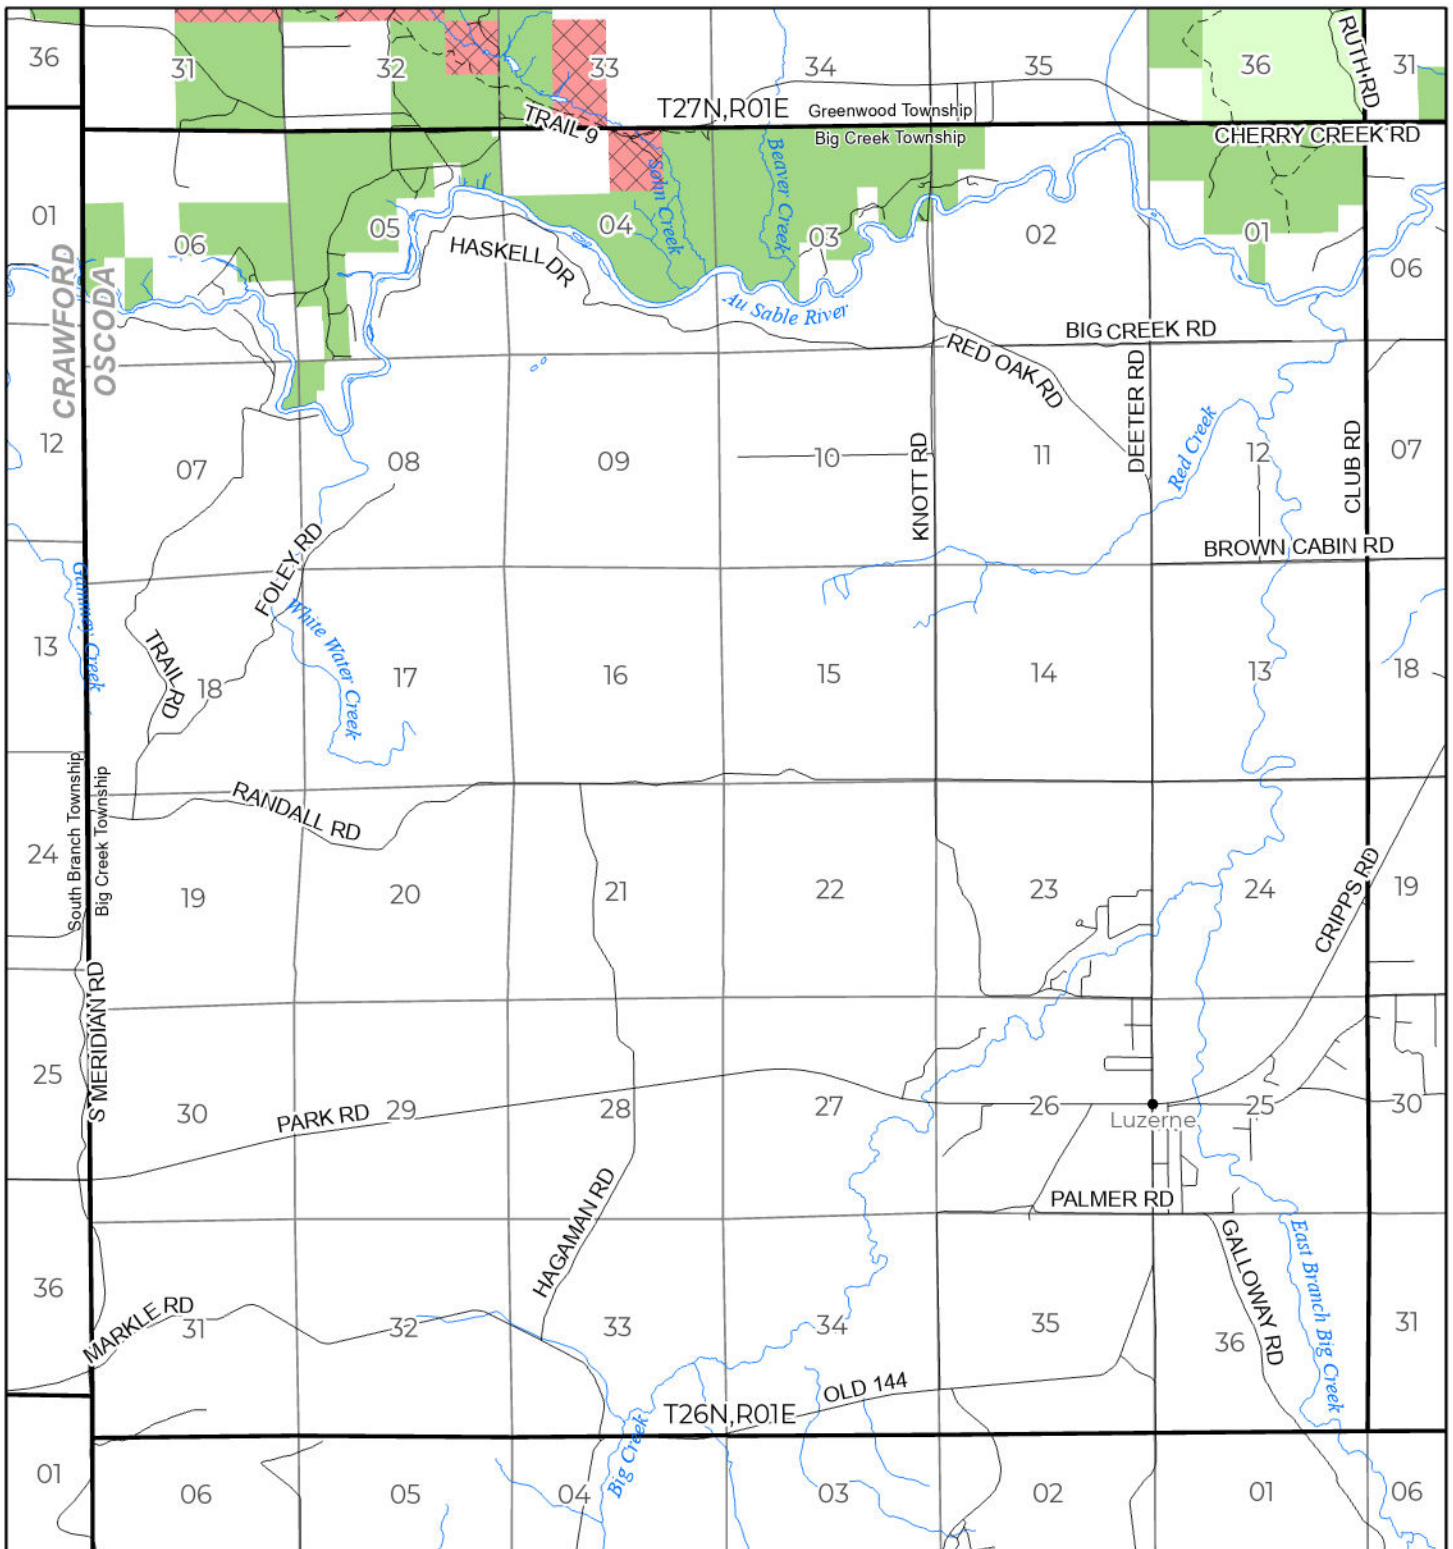 36
31
32
33
34
35
36
31
RUTH RD
TRAIL 9
T27N,R01E
Greenwood Township
Big Creek Township
CHERRY CREEK RD
Sohn Creek
Beaver Creek
01
06
05
04
03
02
01
06
CRAWFORD
OSCODA
HASKELL DR
Au Sable River
BIG CREEK RD
RED OAK RD
DEETER RD
Red Creek
KNOTT RD
CLUB RD
12
07
08
09
10
11
12
07
BROWN CABIN RD
FOLEY RD
Guinney Creek
White Water Creek
TRAIL RD
13
18
17
16
15
14
13
18
South Branch Township
Big Creek Township
RANDALL RD
CRIPPS RD
24
19
20
21
22
23
24
19
S MERIDIAN RD
25
30
PARK RD
29
28
27
26
25
30
Luzerne
PALMER RD
HAGAMAN RD
GALLOWAY RD
East Branch Big Creek
36
MARKLE RD
31
32
33
34
35
36
31
OLD 144
T26N,R01E
Big Creek
01
06
05
04
03
02
01
06